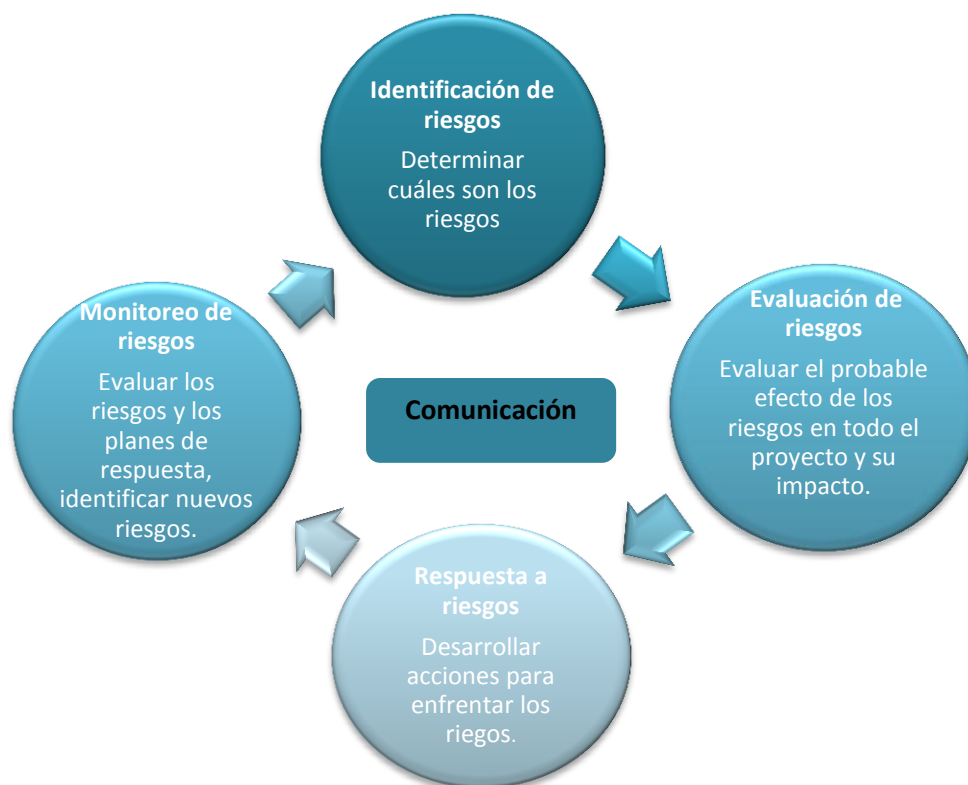 Identificación de
riesgos
Determinar
cuáles son los
riesgos
Evaluación de
riesgos
Evaluar el probable
efecto de los
riesgos en todo el
proyecto y su
impacto.
Respuesta a
riesgos
Desarrollar
acciones para
enfrentar los
riegos.
Monitoreo de
riesgos
Evaluar los
riesgos y los
planes de
respuesta,
identificar nuevos
riesgos.
Comunicación